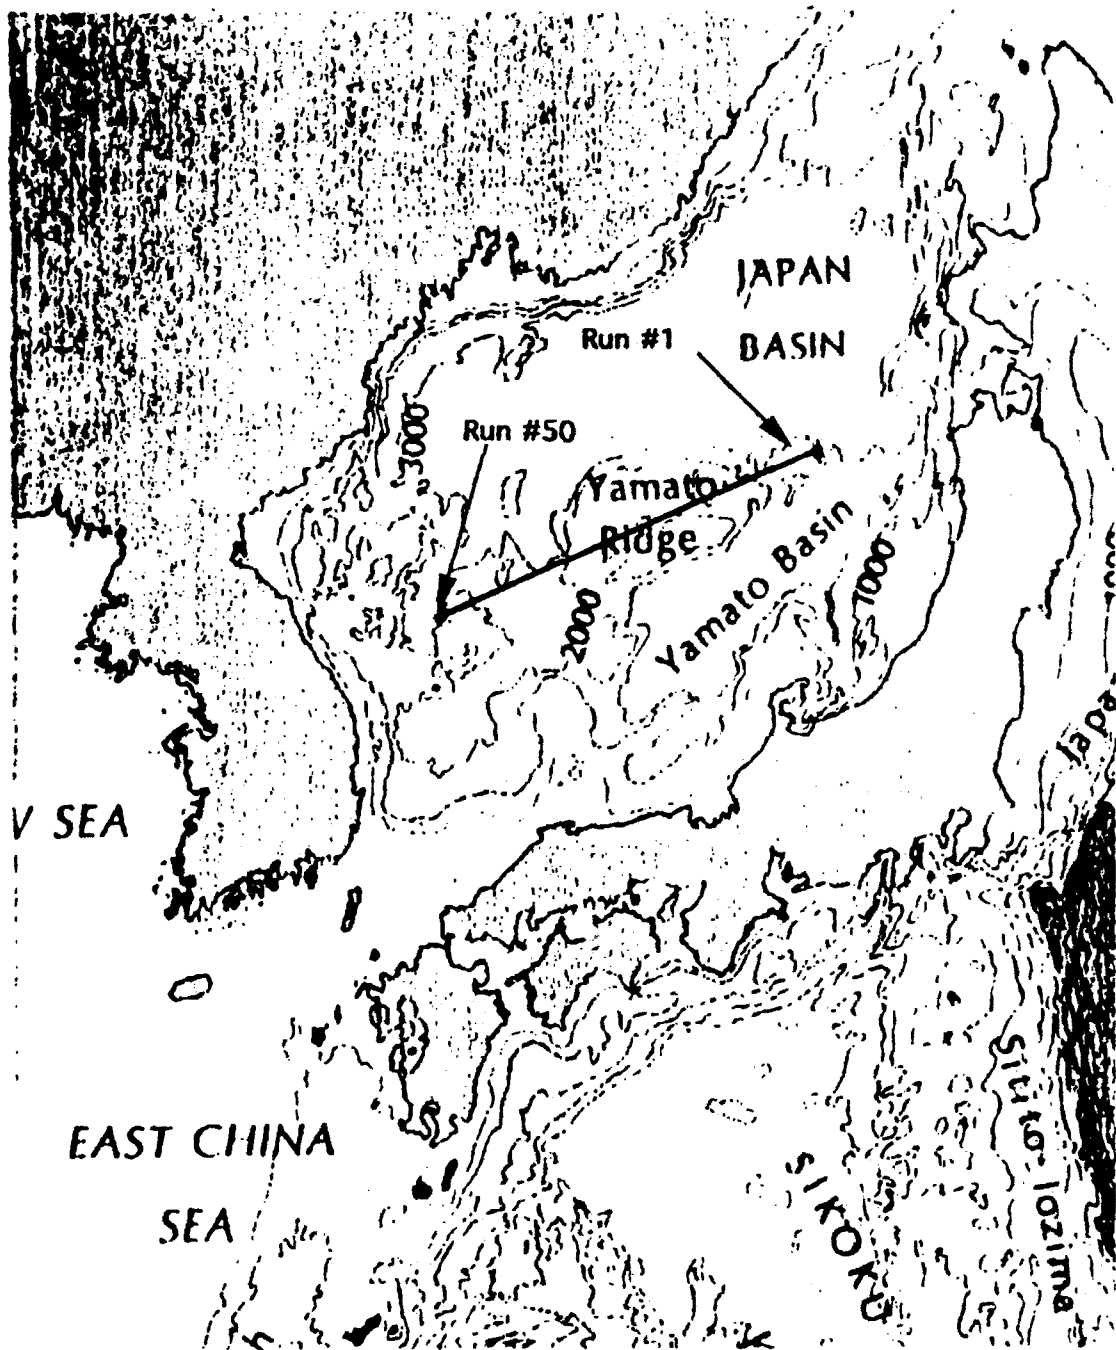 JAPAN
BASIN
Run #1
3000
Run #50
Yamato
Ridge
Yamato Basin
1000
2000
Japa
V SEA
EAST CHINA
SEA
SIKOKU
Sitito-Iozima